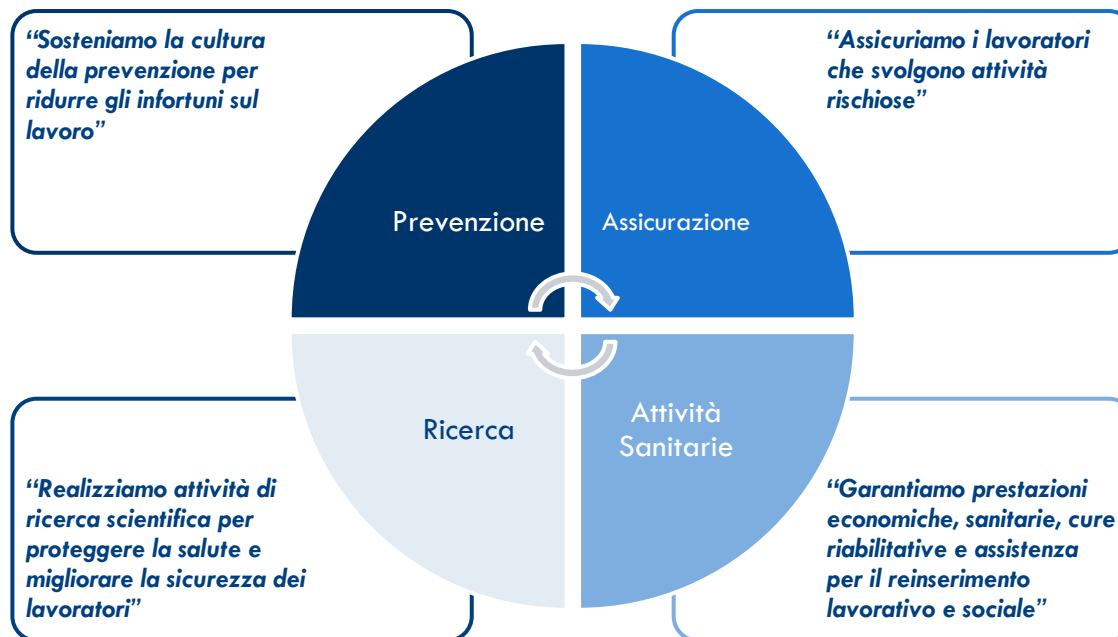 “Sosteniamo la cultura
della prevenzione per
ridurre gli infortuni sul
lavoro”
“Assicuriamo i lavoratori
che svolgono attività
rischiose”
Prevenzione
Assicurazione
Ricerca
Attività
Sanitarie
“Realizziamo attività di
ricerca scientifica per
proteggere la salute e
migliorare la sicurezza dei
lavoratori”
“Garantiamo prestazioni
economiche, sanitarie, cure
riabilitative e assistenza
per il reinserimento
lavorativo e sociale”